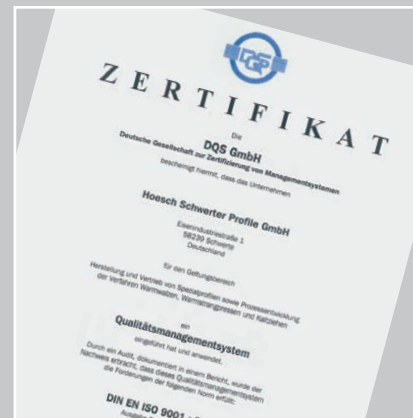 DQS
ZERTIFIKAT
Die
DQS GmbH
Deutsche Gesellschaft zur Zertifizierung von Managementsystemen
bescheinigt hiermit, dass das Unternehmen
Hoesch Schwerter Profile GmbH
Eisenindustriestraße 1
58239 Schwerte
Deutschland
für den Geltungsbereich
Herstellung und Vertrieb von Spezialprofilen sowie Prozessentwicklung
der Verfahren Warmwalzen, Warmstrangpressen und Kaltziehen
ein
Qualitätsmanagementsystem
eingeführt hat und anwendet.
Durch ein Audit, dokumentiert in einem Bericht, wurde der
Nachweis erbracht, dass dieses Qualitätsmanagementsystem
die Forderungen der folgenden Norm erfüllt:
DIN EN ISO 9001 :
Ausgabe